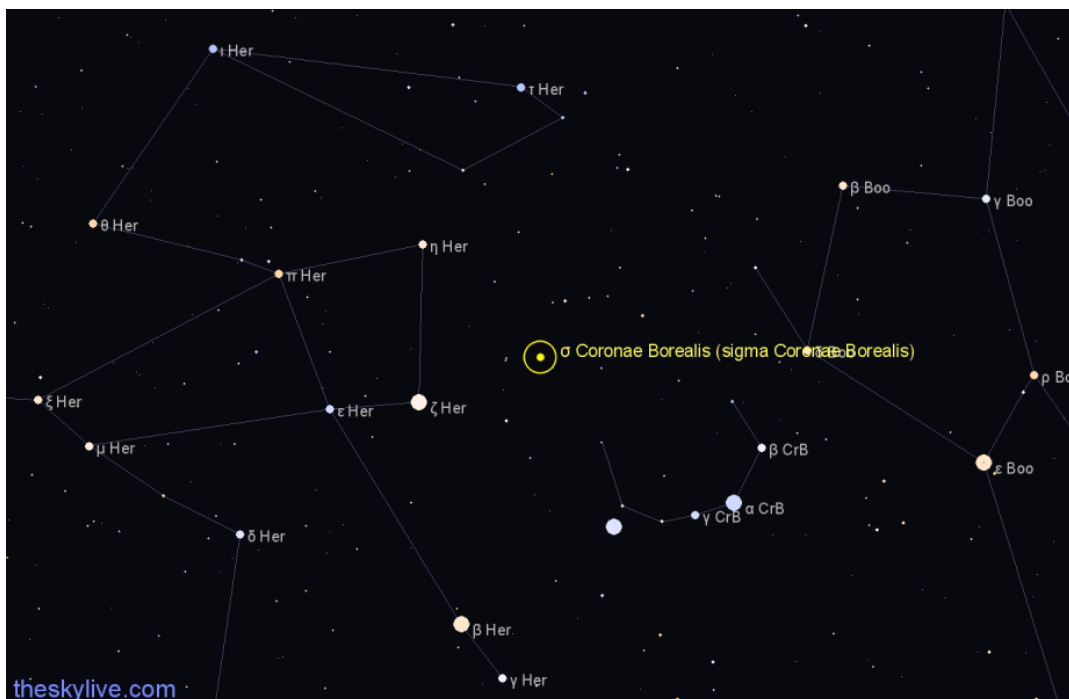 ι Her
τ Her
β Boo
γ Boo
θ Her
η Her
π Her
σ Coronae Borealis (sigma Coronae Borealis)
δ Boo
ρ Bo
ξ Her
ε Her
ζ Her
μ Her
β CrB
ε Boo
α CrB
γ CrB
δ Her
β Her
γ Her
theskylive.com